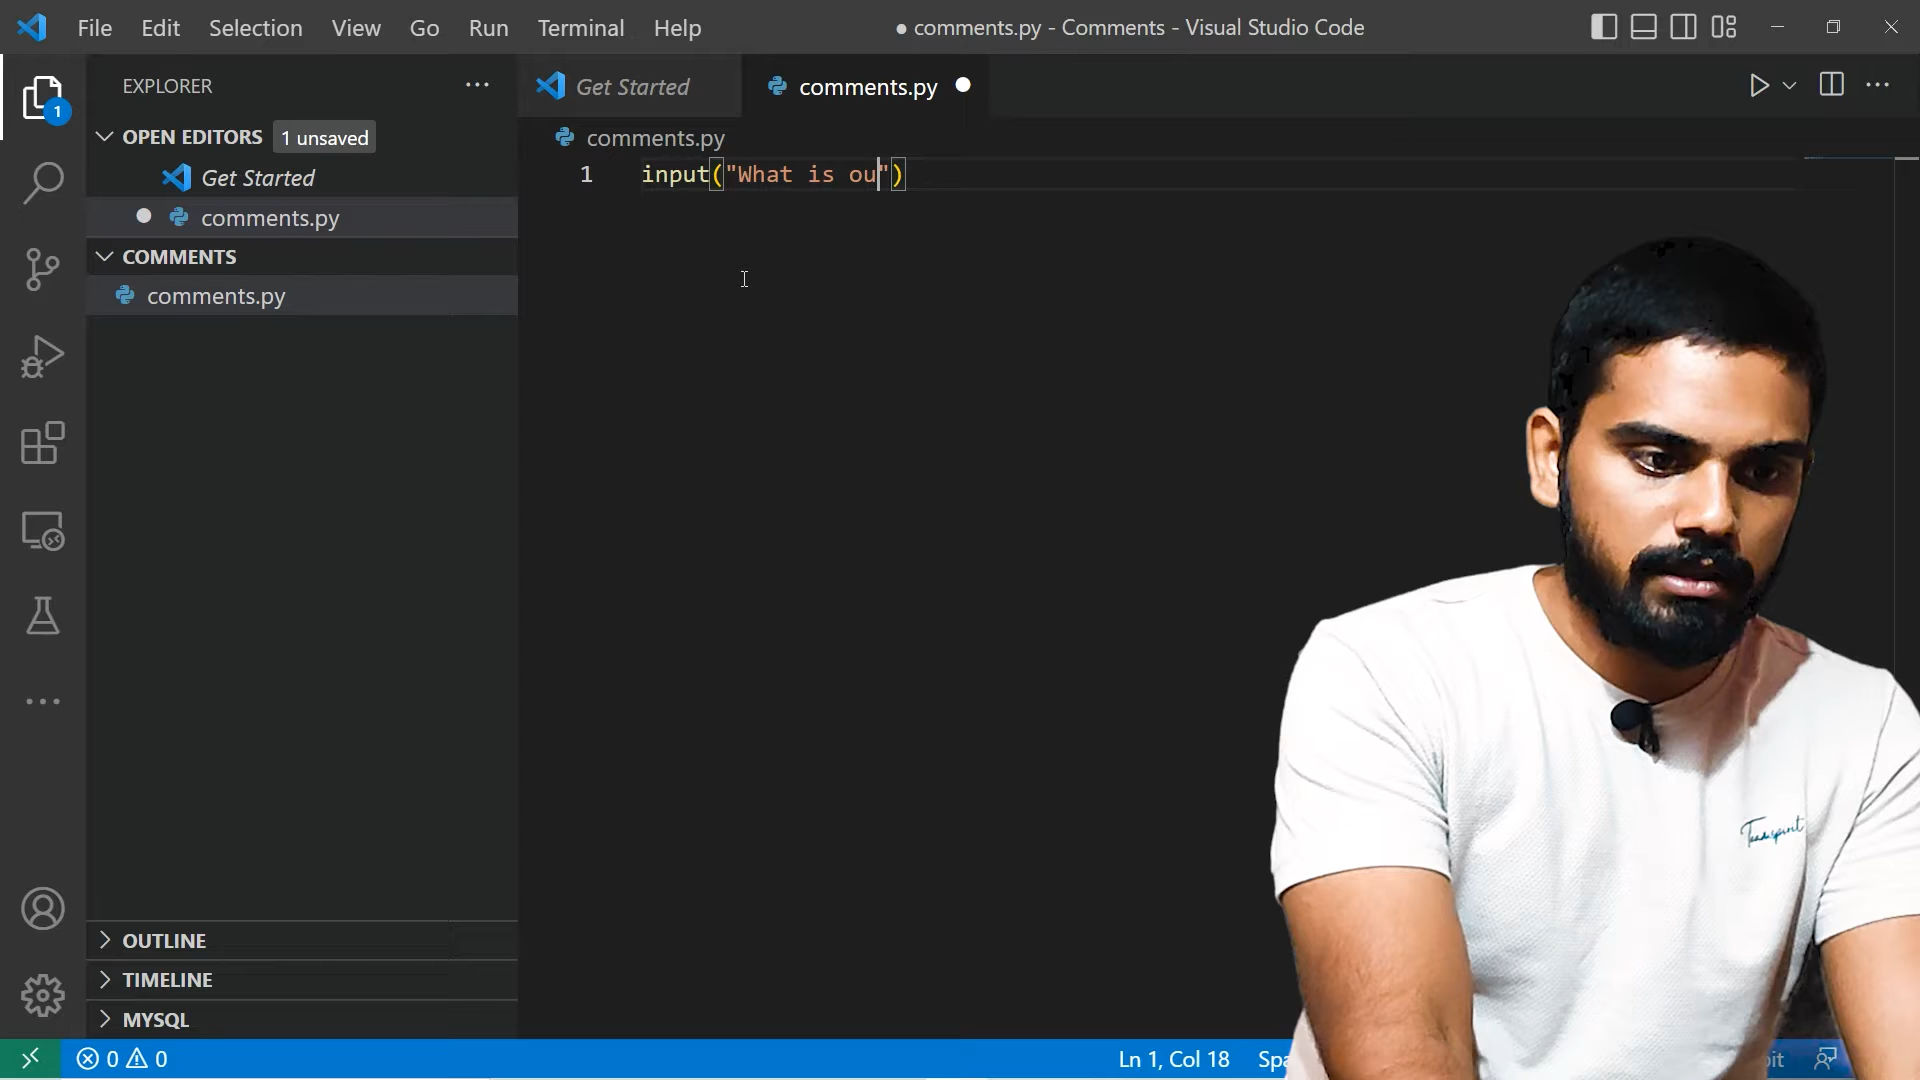 File Edit Selection View Go Run Terminal Help
● comments.py - Comments - Visual Studio Code
1
EXPLORER
OPEN EDITORS 1 unsaved
Get Started
comments.py
COMMENTS
comments.py
OUTLINE
TIMELINE
MYSQL
Get Started
comments.py
comments.py
1 input("What is ou")
0 0
Ln 1, Col 18